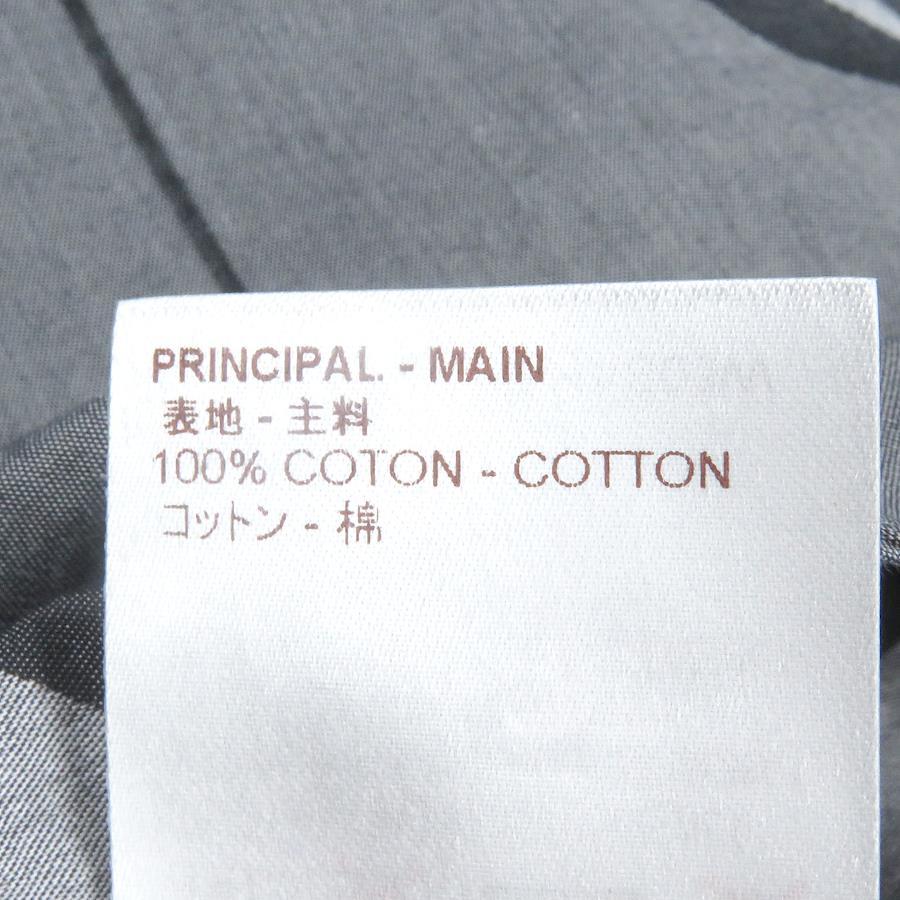 PRINCIPAL - MAIN
表地 - 主料
100% COTON - COTTON
コットン - 棉